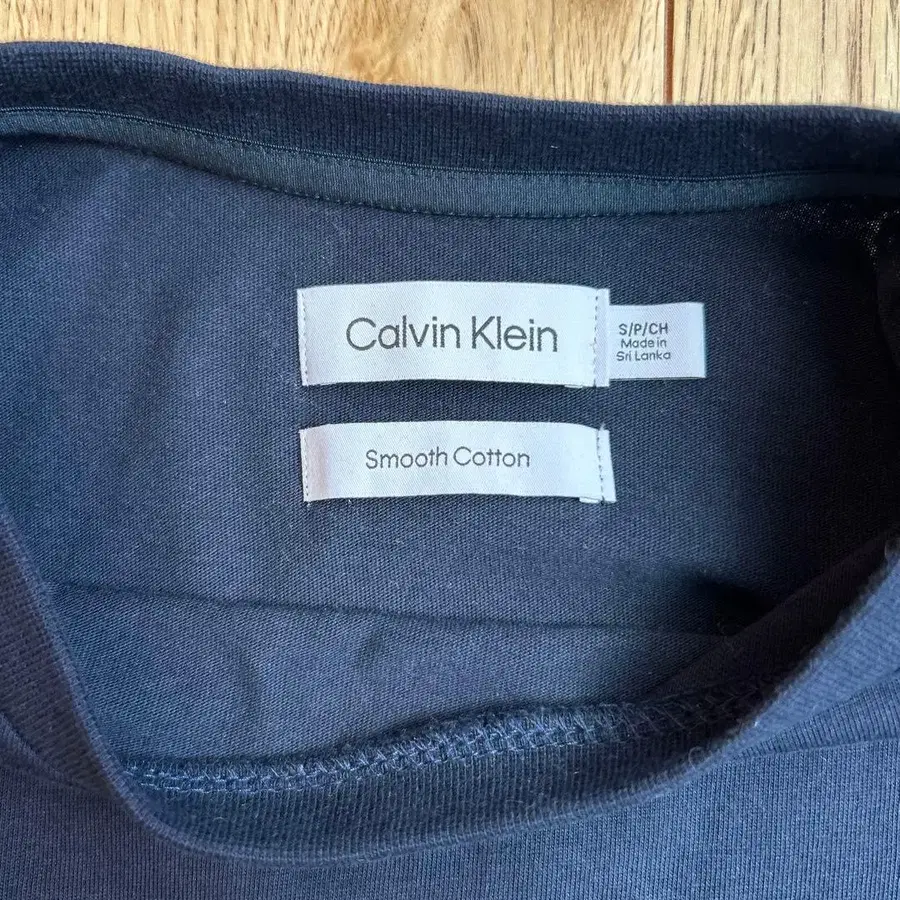 Calvin Klein
S/P/CH
Made in
Sri Lanka
Smooth Cotton